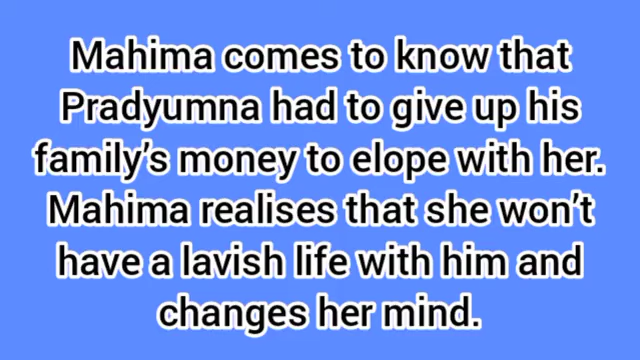 Mahima comes to know that
Pradyumna had to give up his
family's money to elope with her.
Mahima realises that she won't
have a lavish life with him and
changes her mind.